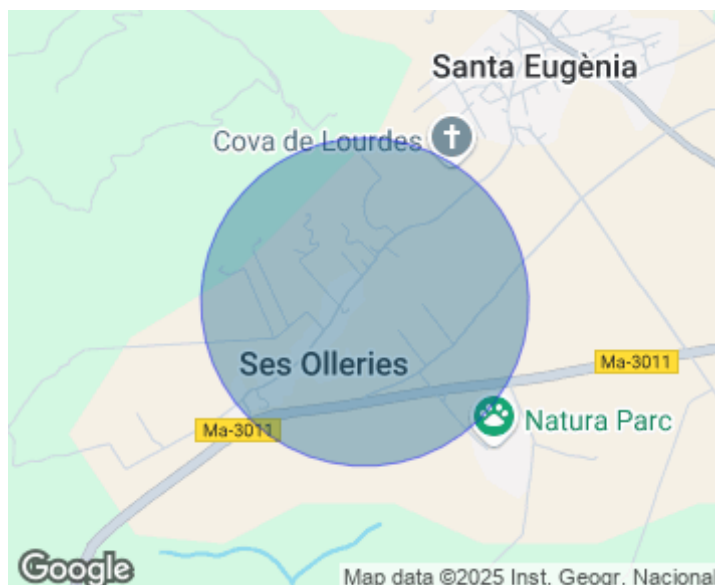 Santa Eugènia
Cova de Lourdes
Ses Olleries
Ma-3011
Ma-3011
Natura Parc
Google
Map data ©2025 Inst. Geogr. Nacional